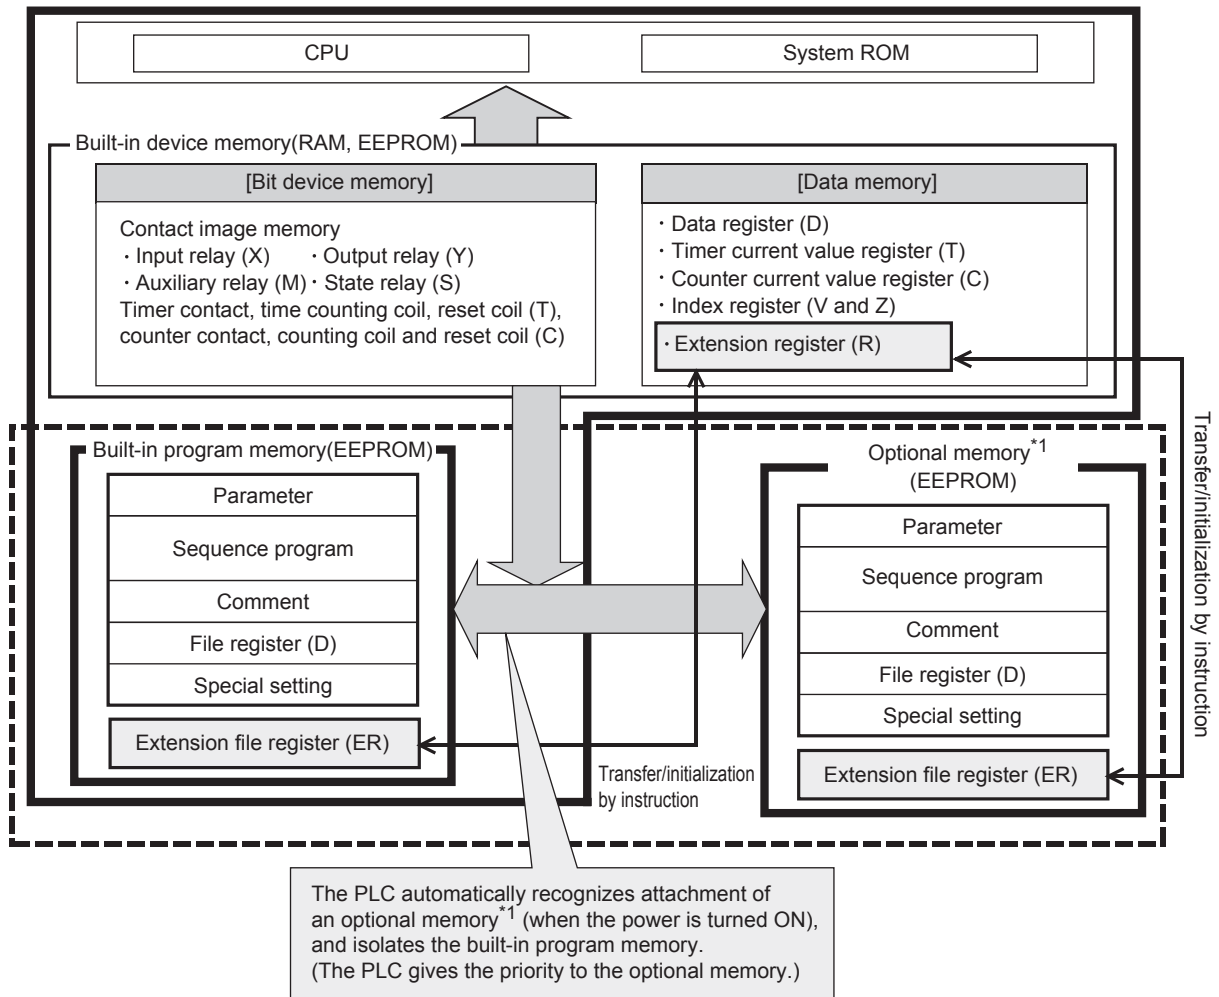 CPU
System ROM
Built-in device memory(RAM, EEPROM)
[Bit device memory]
Contact image memory
・Input relay (X) ・Output relay (Y)
・Auxiliary relay (M)・State relay (S)
Timer contact, time counting coil, reset coil (T),
counter contact, counting coil and reset coil (C)
[Data memory]
・Data register (D)
・Timer current value register (T)
・Counter current value register (C)
・Index register (V and Z)
・Extension register (R)
Built-in program memory(EEPROM)
Parameter
Sequence program
Comment
File register (D)
Special setting
Extension file register (ER)
Transfer/initialization
by instruction
Optional memory*1
(EEPROM)
Parameter
Sequence program
Comment
File register (D)
Special setting
Extension file register (ER)
Transfer/initialization by instruction
The PLC automatically recognizes attachment of
an optional memory*1 (when the power is turned ON),
and isolates the built-in program memory.
(The PLC gives the priority to the optional memory.)